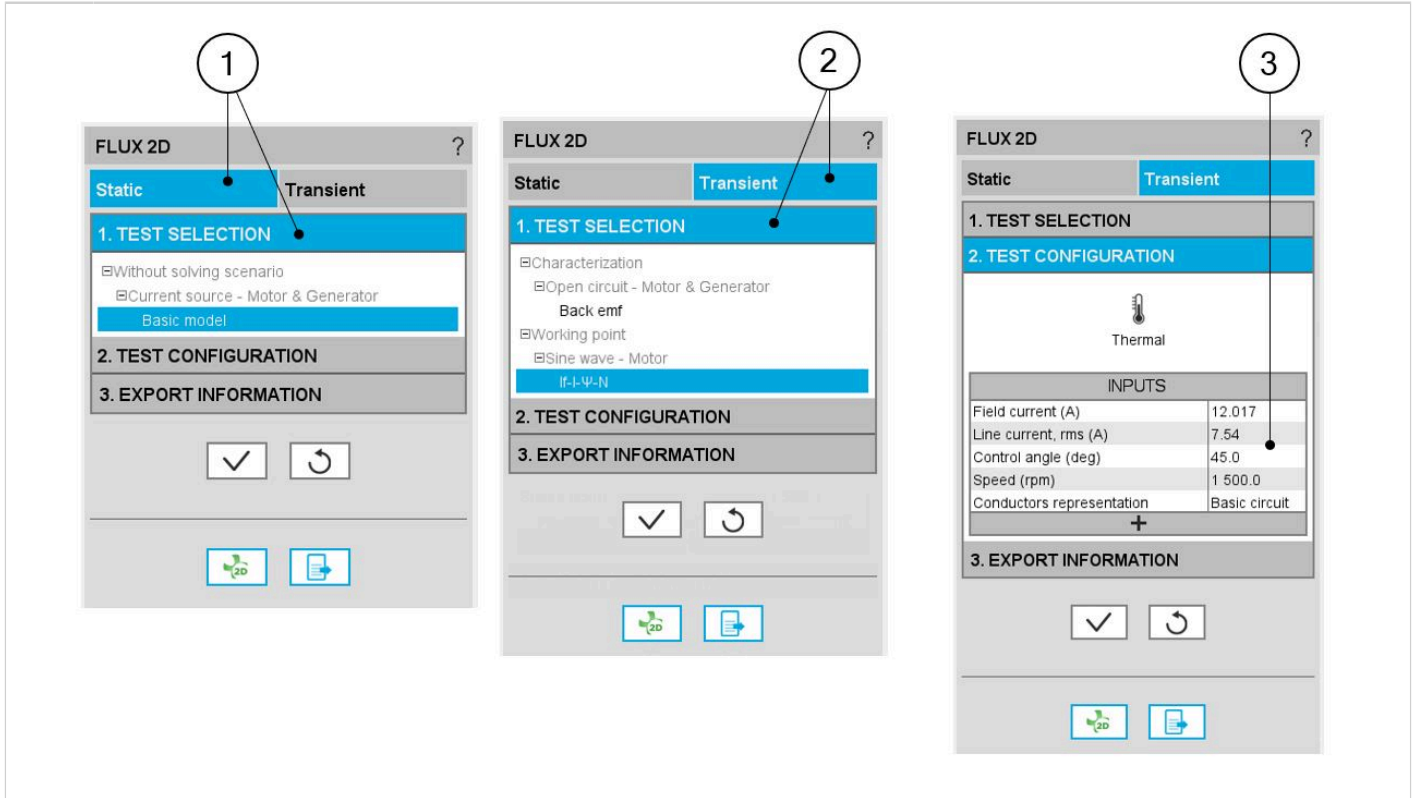 1
2
3
FLUX 2D ?
Static Transient
1. TEST SELECTION
Without solving scenario
Current source - Motor & Generator
Basic model
2. TEST CONFIGURATION
3. EXPORT INFORMATION
2D
FLUX 2D ?
Static Transient
1. TEST SELECTION
Characterization
Open circuit - Motor & Generator
Back emf
Working point
Sine wave - Motor
If-I-Ψ-N
2. TEST CONFIGURATION
3. EXPORT INFORMATION
2D
FLUX 2D ?
Static Transient
1. TEST SELECTION
2. TEST CONFIGURATION
Thermal
INPUTS
Field current (A) 12.017
Line current, rms (A) 7.54
Control angle (deg) 45.0
Speed (rpm) 1 500.0
Conductors representation Basic circuit
+
3. EXPORT INFORMATION
2D